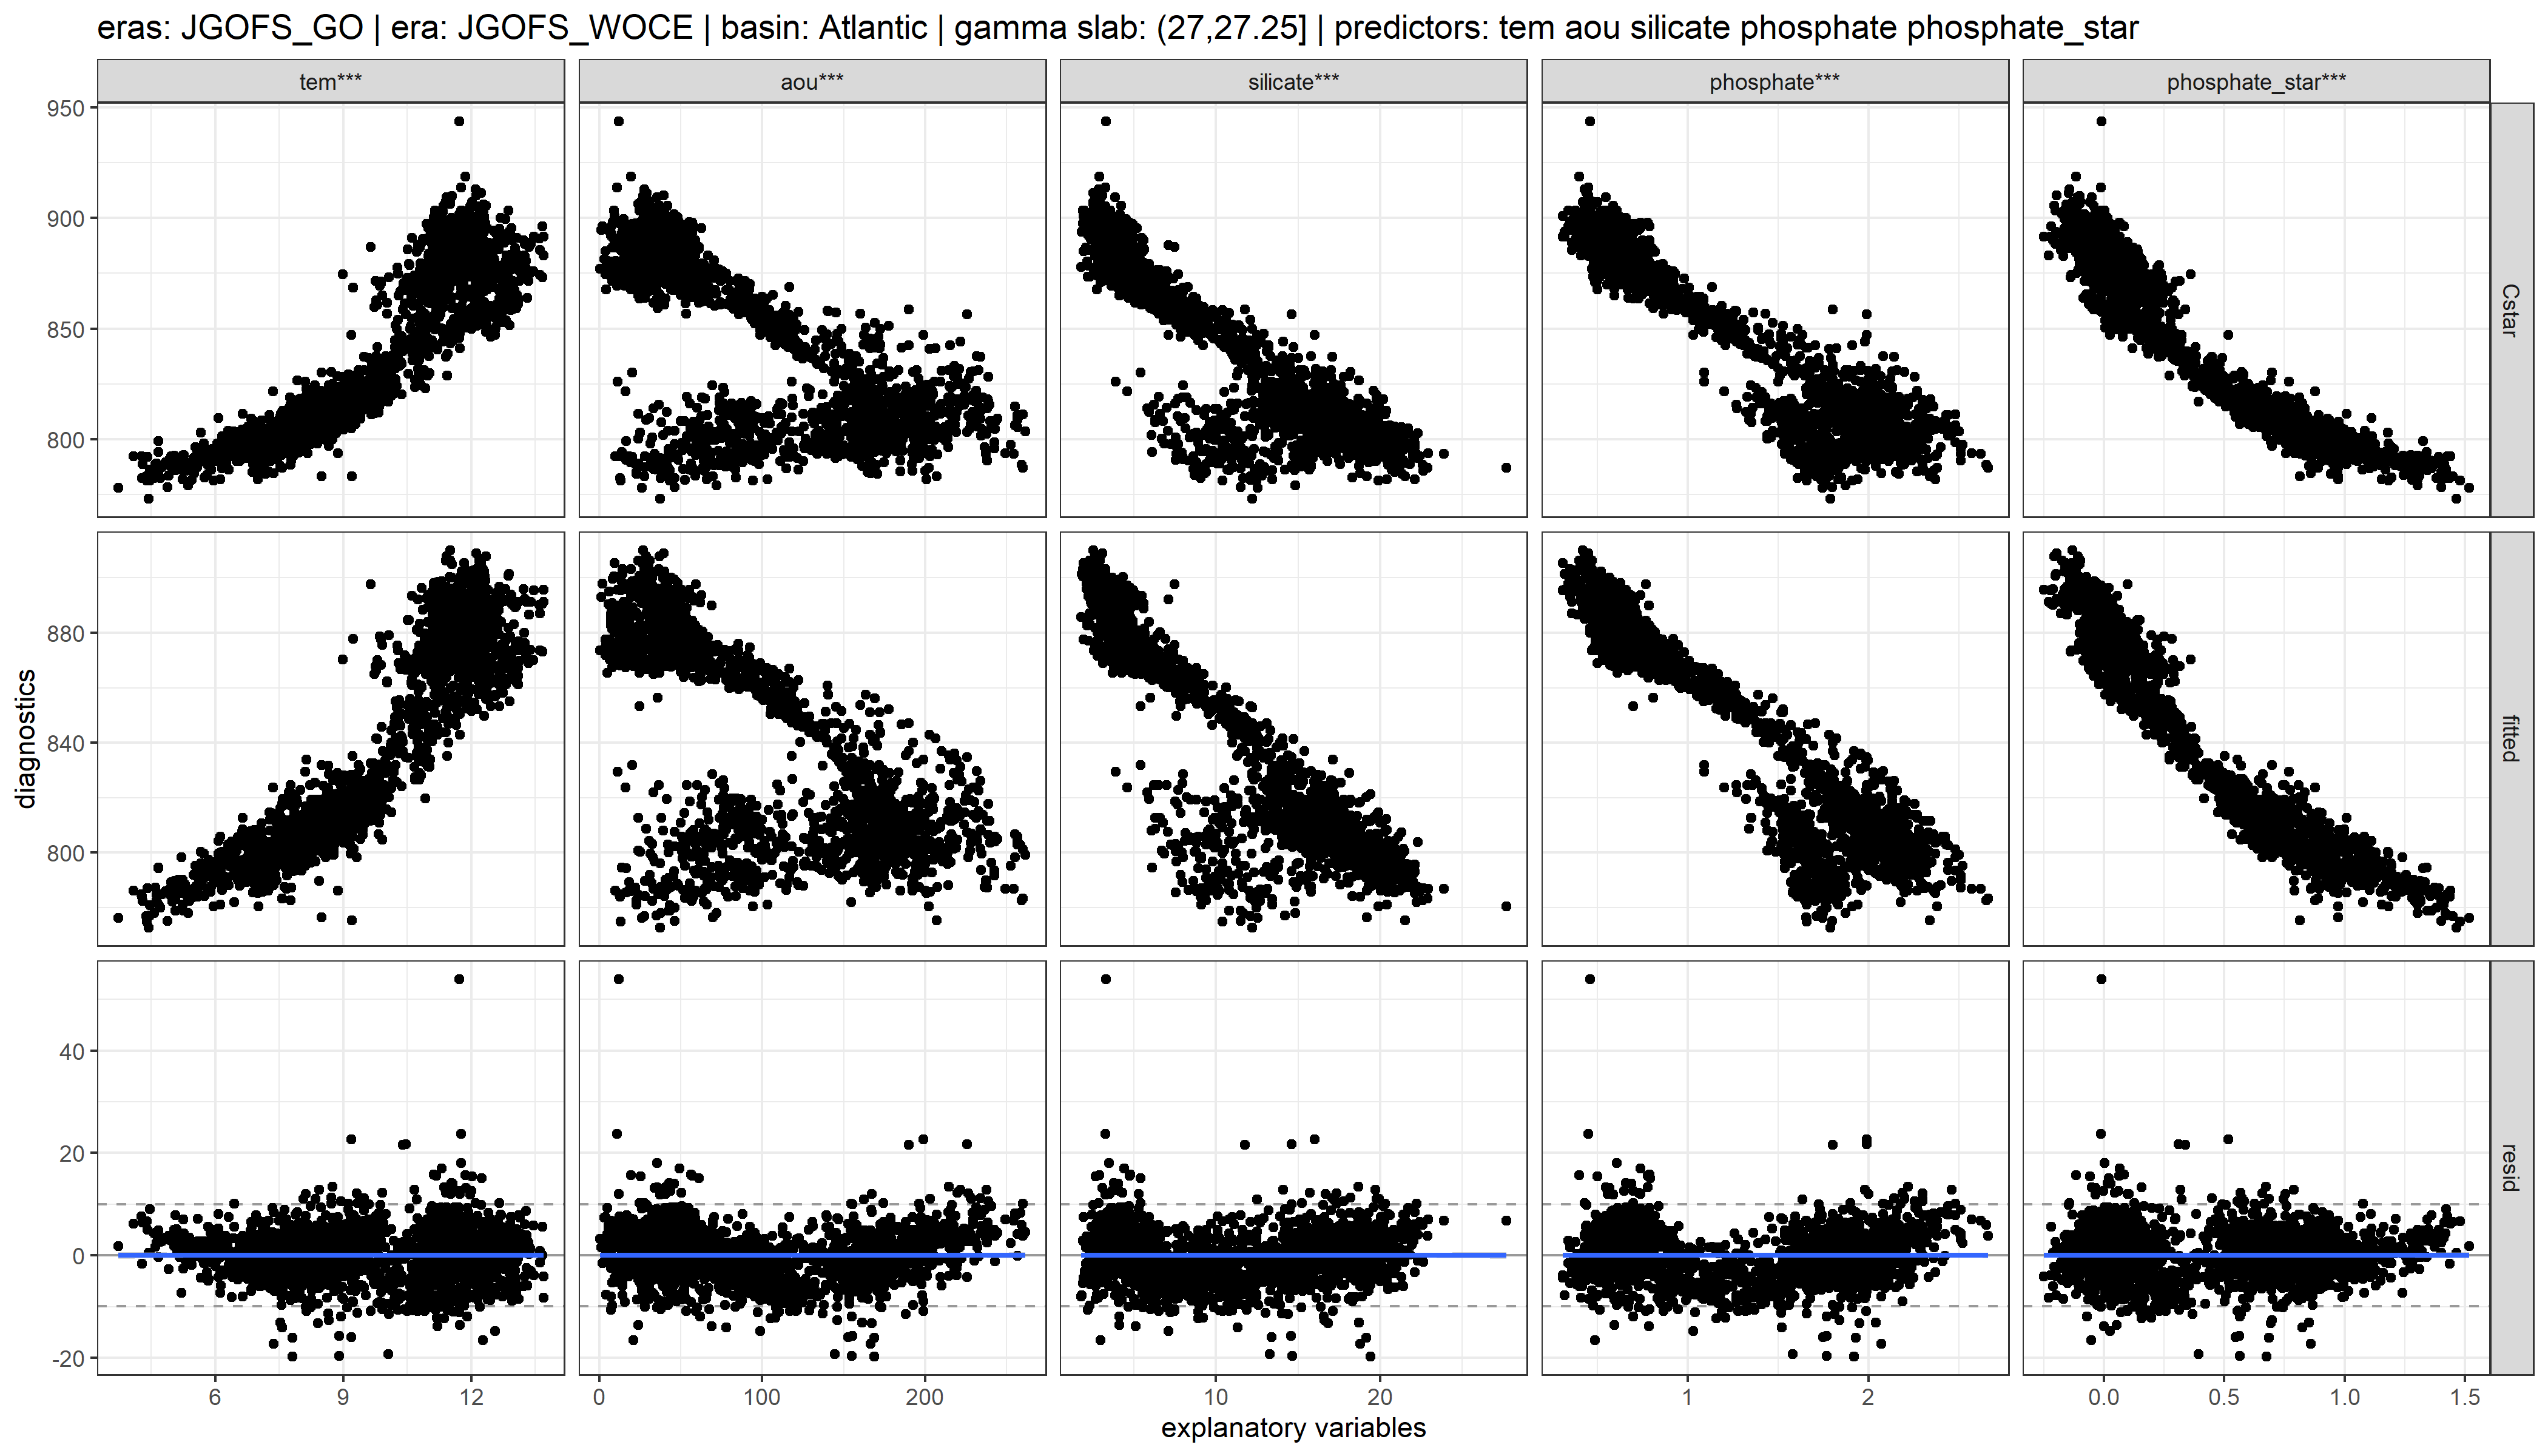 eras: JGOFS_GO | era: JGOFS_WOCE | basin: Atlantic | gamma slab: (27,27.25] | predictors: tem aou silicate phosphate phosphate_star
tem*** aou*** silicate*** phosphate*** phosphate_star***
950
900
850
800
Cstar
880
840
800
fitted
diagnostics
40
20
0
-20
resid
6 9 12 0 100 200 10 20 1 2 0.0 0.5 1.0 1.5
explanatory variables